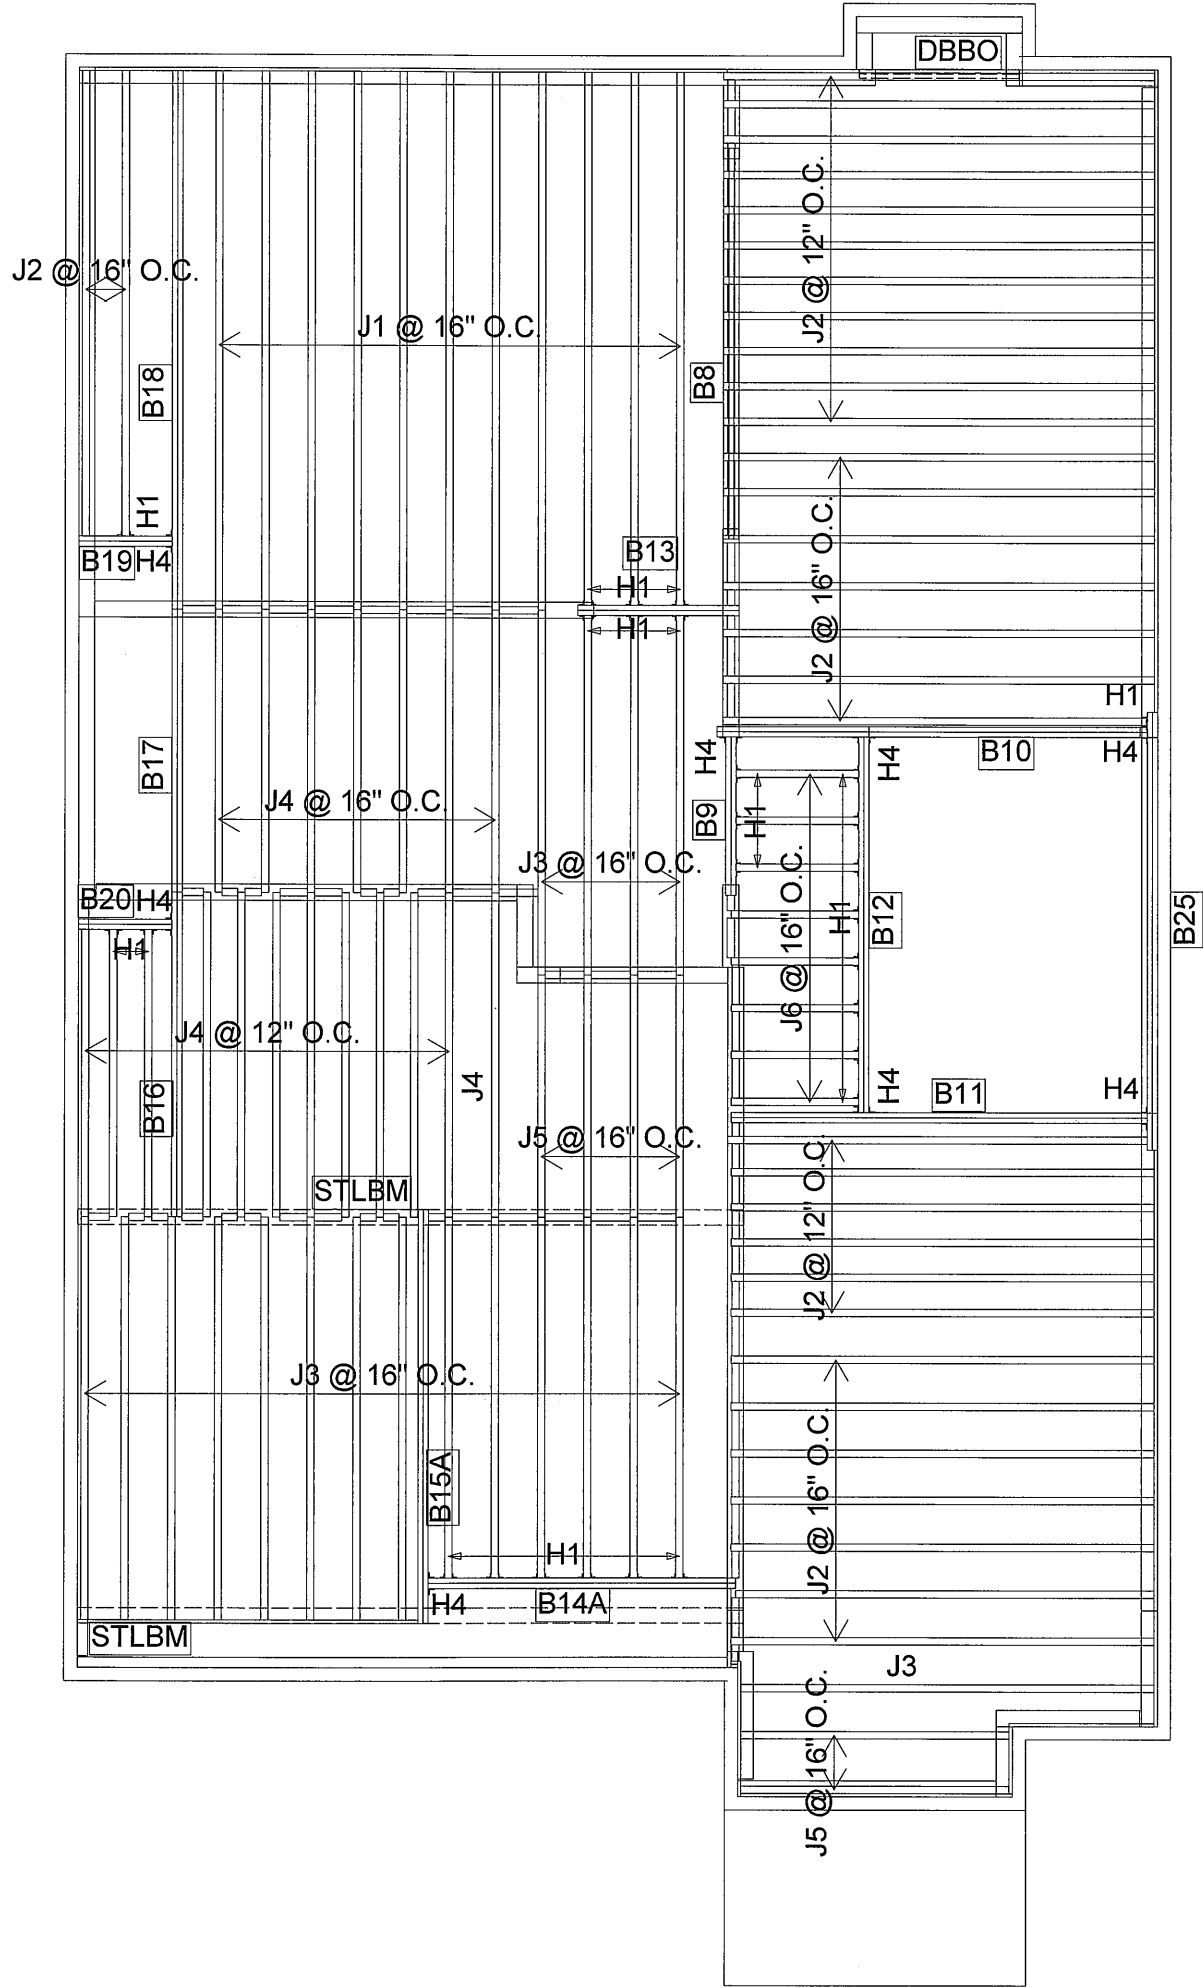 DBBO
J2 @ 12" O.C.
J2 @ 16" O.C.
J1 @ 16" O.C.
B18
B8
H1
J2 @ 16" O.C.
B19
H4
B13
H1
H1
H1
B17
H4
H4
B10
H4
J4 @ 16" O.C.
B9
H1
J3 @ 16" O.C.
B20
H4
J6 @ 16" O.C.
H1
B12
B25
H1
J4 @ 12" O.C.
J4
B16
H4
B11
H4
J5 @ 16" O.C.
STLBM
J2 @ 12" O.C.
J3 @ 16" O.C.
B15A
J2 @ 16" O.C.
H1
H4
B14A
STLBM
J3
J5 @ 16" O.C.